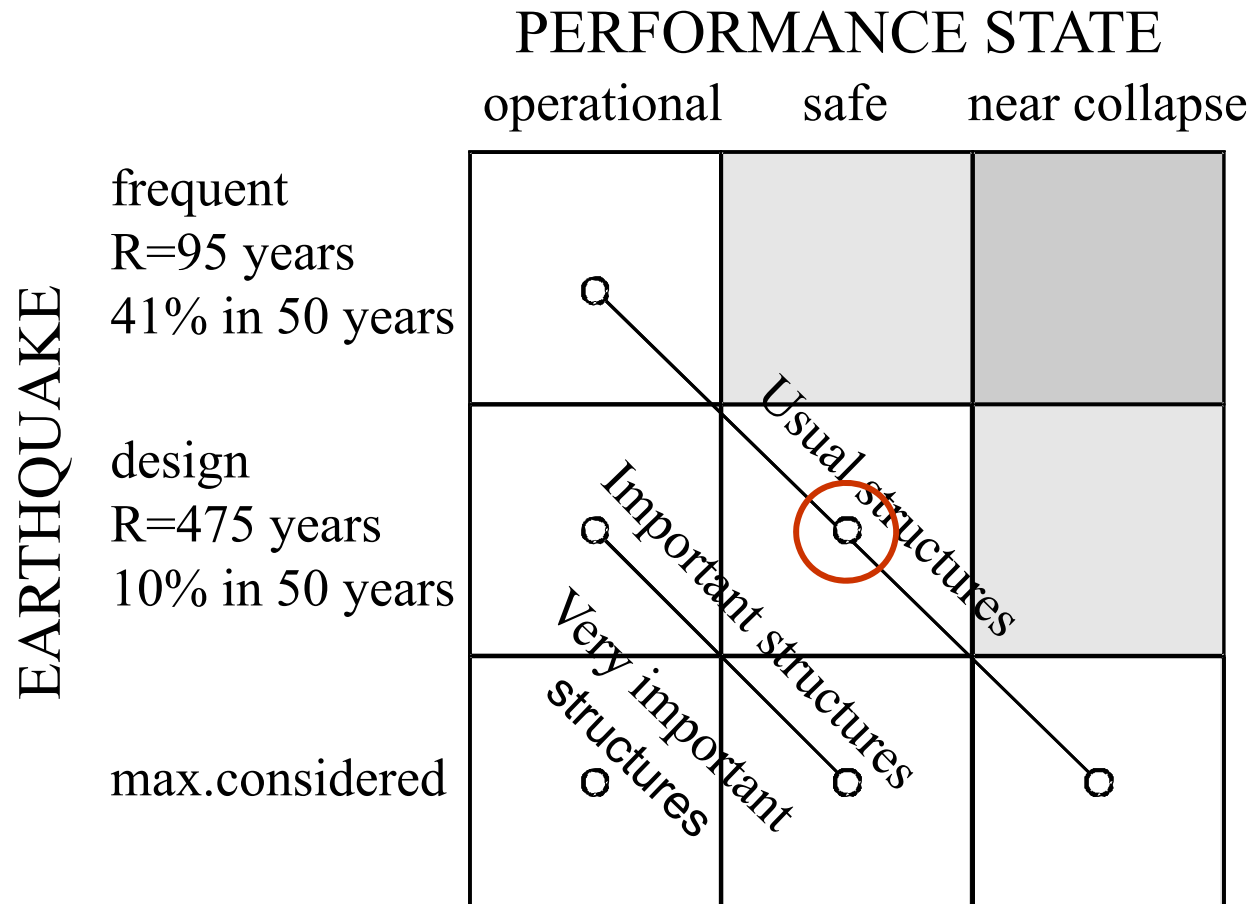 PERFORMANCE STATE
operational safe near collapse
EARTHQUAKE
frequent
R=95 years
41% in 50 years
design
R=475 years
10% in 50 years
max.considered
Usual structures
Important structures
Very important
structures